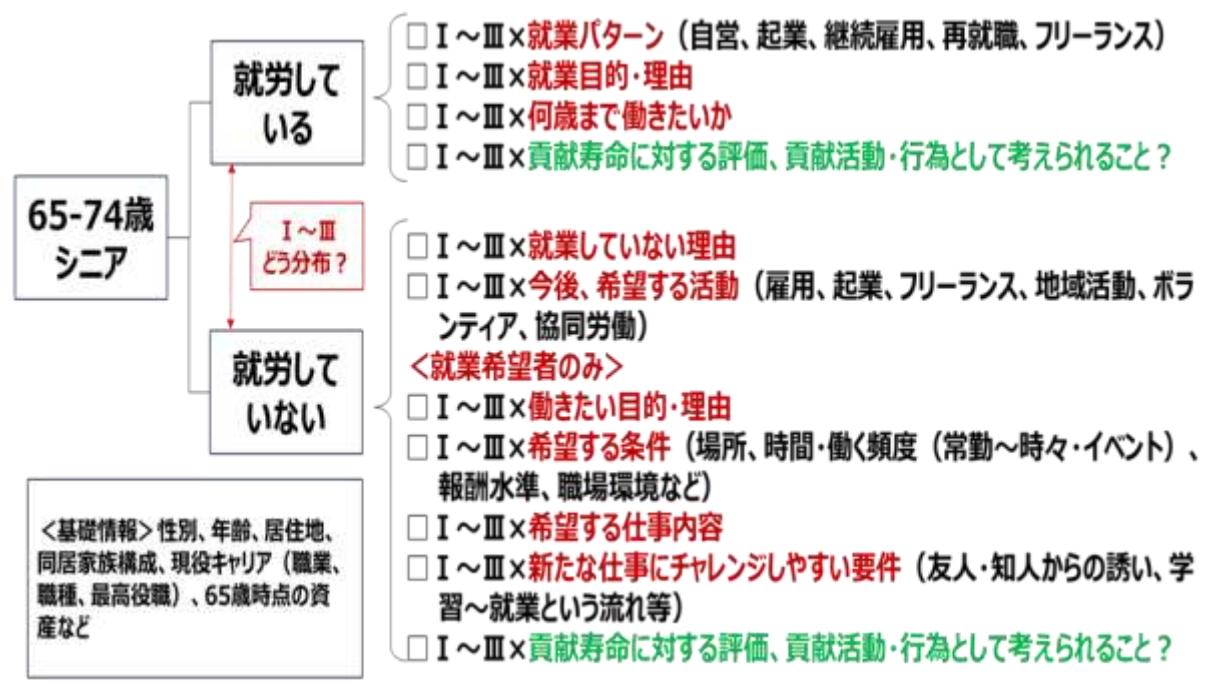 65-74歳
シニア
就労して
いる
Ⅰ～Ⅲ
どう分布？
就労して
いない
□Ⅰ～Ⅲ×就業パターン（自営、起業、継続雇用、再就職、フリーランス）
□Ⅰ～Ⅲ×就業目的・理由
□Ⅰ～Ⅲ×何歳まで働きたいか
□Ⅰ～Ⅲ×貢献寿命に対する評価、貢献活動・行為として考えられること？
□Ⅰ～Ⅲ×就業していない理由
□Ⅰ～Ⅲ×今後、希望する活動（雇用、起業、フリーランス、地域活動、ボラ
ンティア、協同労働）
＜就業希望者のみ＞
□Ⅰ～Ⅲ×働きたい目的・理由
□Ⅰ～Ⅲ×希望する条件（場所、時間・働く頻度（常勤～時々・イベント）、
報酬水準、職場環境など）
□Ⅰ～Ⅲ×希望する仕事内容
□Ⅰ～Ⅲ×新たな仕事にチャレンジしやすい要件（友人・知人からの誘い、学
習～就業という流れ等）
□Ⅰ～Ⅲ×貢献寿命に対する評価、貢献活動・行為として考えられること？
＜基礎情報＞性別、年齢、居住地、
同居家族構成、現役キャリア（職業、
職種、最高役職）、65歳時点の資
産など